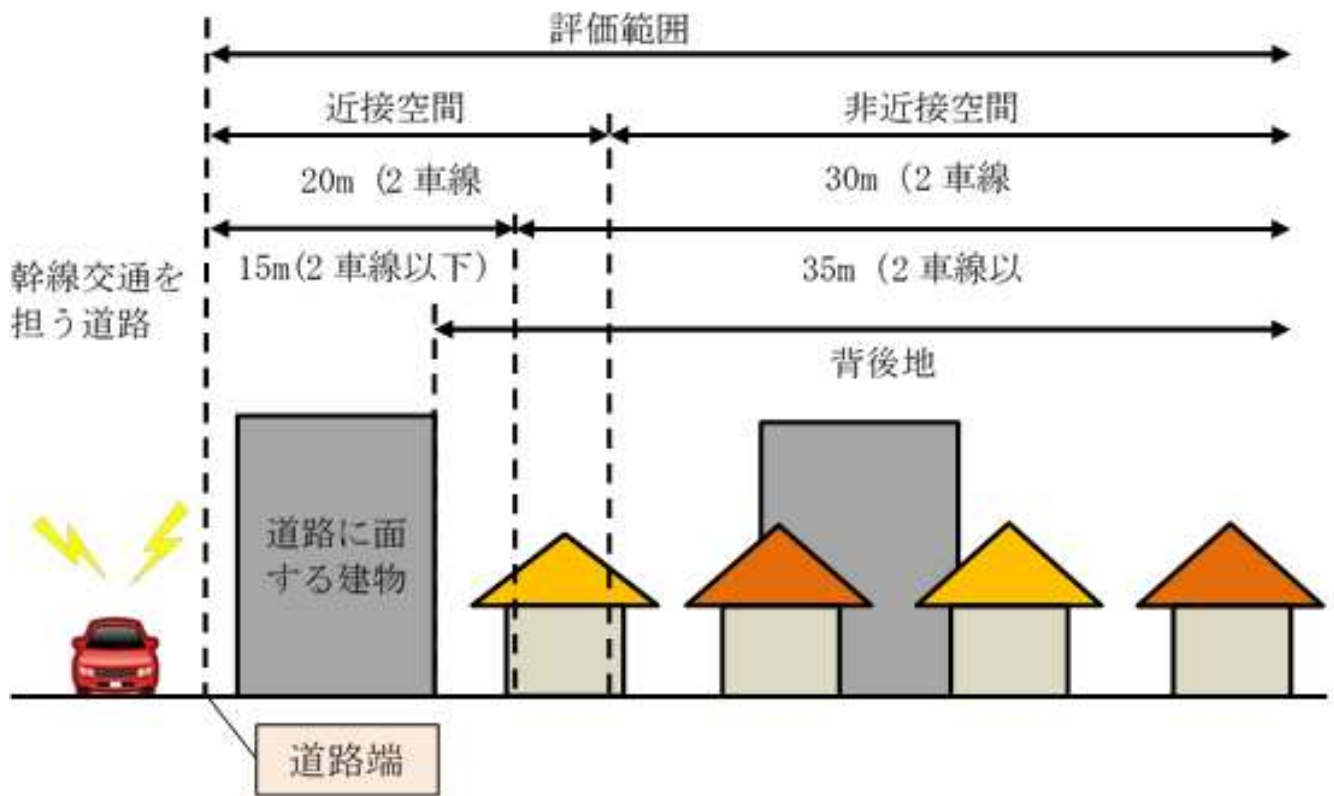 評価範囲
近接空間
非近接空間
20m (2 車線
30m (2 車線
15m(2 車線以下)
35m (2 車線以
幹線交通を
担う道路
背後地
道路に面
する建物
道路端